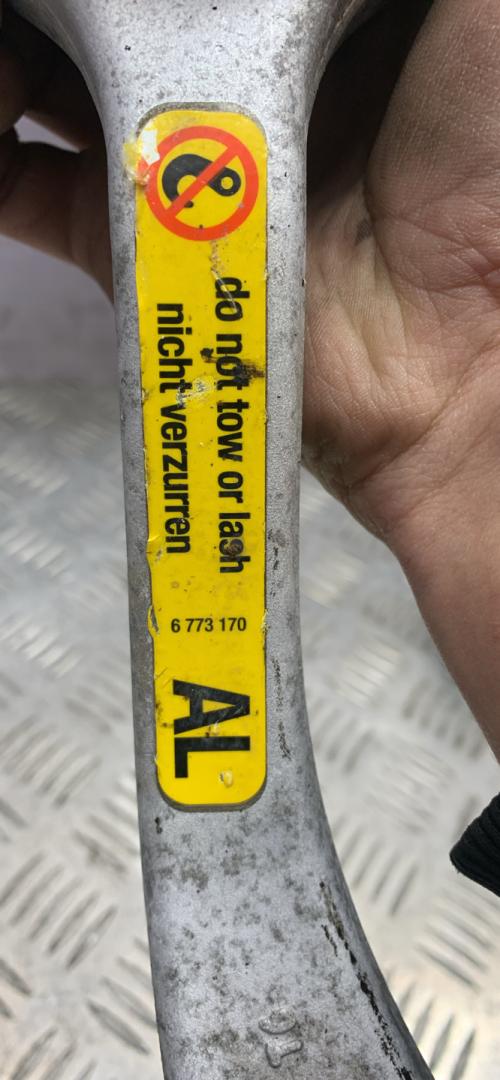 do not tow or lash
nicht verzurren
6 773 170
AL